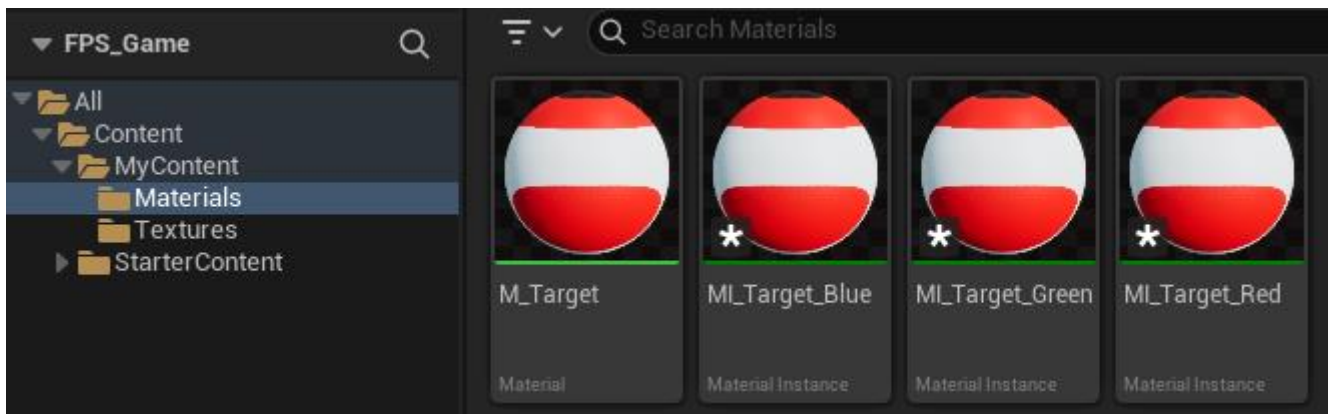 FPS_Game
All
Content
MyContent
Materials
Textures
StarterContent
Search Materials
M_Target
MI_Target_Blue
MI_Target_Green
MI_Target_Red
Material
Material Instance
Material Instance
Material Instance